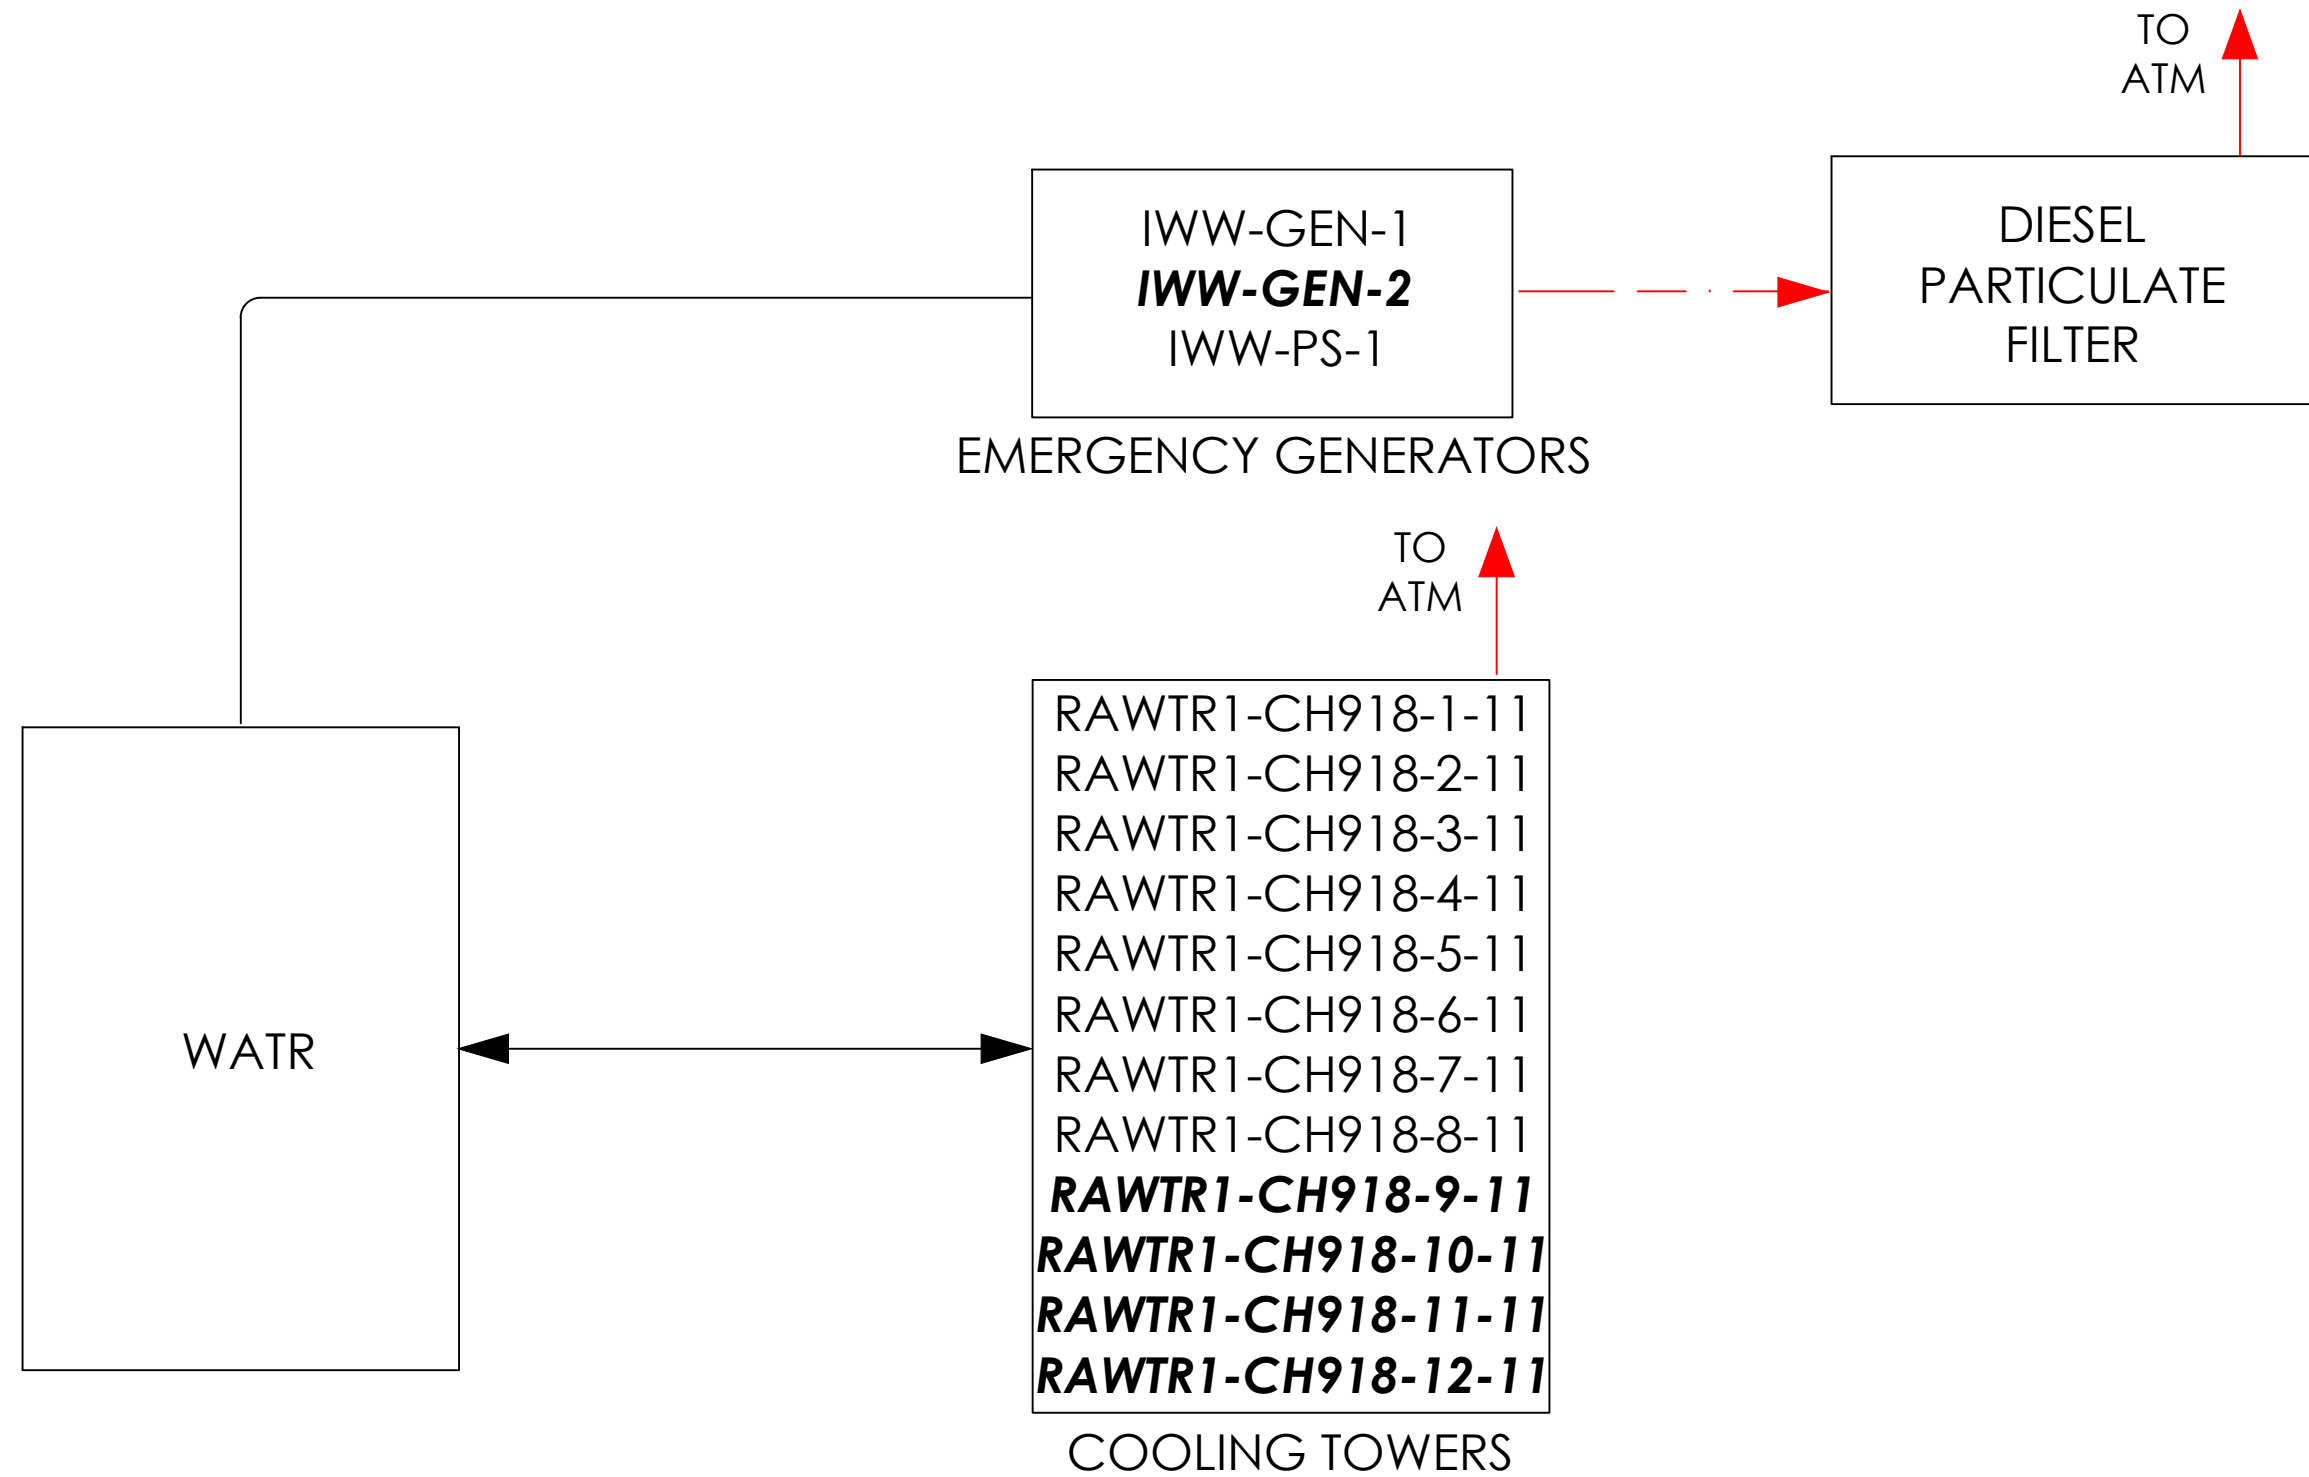 TO
ATM
IWW-GEN-1
IWW-GEN-2
IWW-PS-1
DIESEL
PARTICULATE
FILTER
EMERGENCY GENERATORS
TO
ATM
WATR
RAWTR1-CH918-1-11
RAWTR1-CH918-2-11
RAWTR1-CH918-3-11
RAWTR1-CH918-4-11
RAWTR1-CH918-5-11
RAWTR1-CH918-6-11
RAWTR1-CH918-7-11
RAWTR1-CH918-8-11
RAWTR1-CH918-9-11
RAWTR1-CH918-10-11
RAWTR1-CH918-11-11
RAWTR1-CH918-12-11
COOLING TOWERS